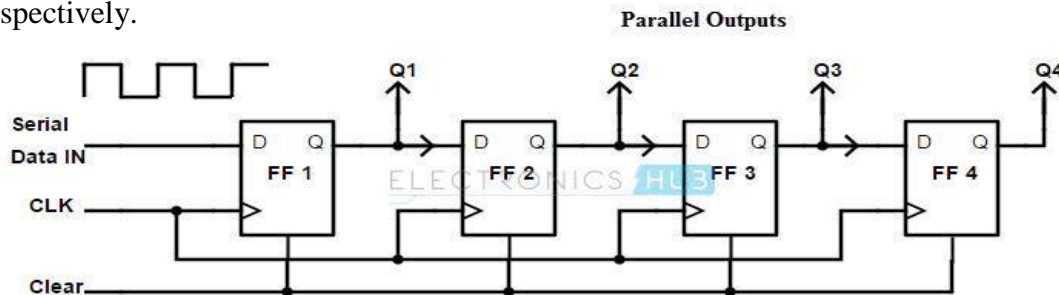 spectively.
Parallel Outputs
Q1 Q2 Q3 Q4
Serial
Data IN
D Q D Q D Q D Q
FF 1 FF 2 FF 3 FF 4
ELECTRONICS HUB
CLK
Clear